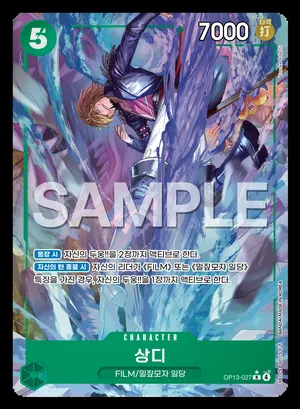 5
7000
타격
打
SAMPLE
등장 시 자신의 두웅!!을 2장까지 액티브로 한다.
자신의 턴 종료 시 자신의 리더가 《FILM》 또는 《밀짚모자 일당》
특징을 가진 경우, 자신의 두웅!!을 1장까지 액티브로 한다.
CHARACTER
상디
FILM/밀짚모자 일당
OP13-027